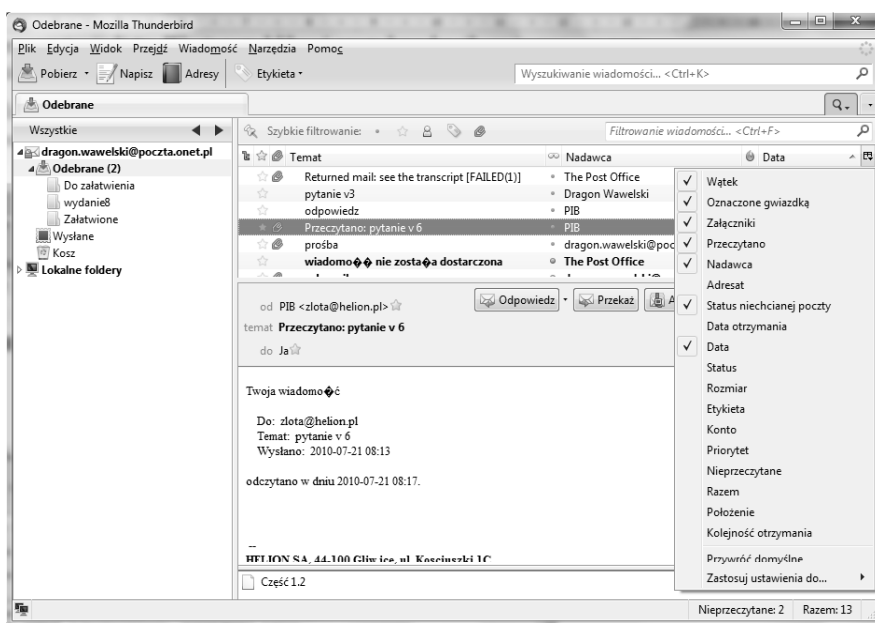 Odebrane - Mozilla Thunderbird
Plik Edycja Widok Przejdź Wiadomość Narzędzia Pomoc
Pobierz Napisz Adresy Etykieta Wyszukiwanie wiadomości... <Ctrl+K>
Odebrane
Wszystkie
dragon.wawelski@poczta.onet.pl
Odebrane (2)
Do załatwienia
wydanie8
Załatwione
Wysłane
Kosz
Lokalne foldery
Szybkie filtrowanie: Filtrowanie wiadomości... <Ctrl+F>
Temat Nadawca Data
Returned mail: see the transcript [FAILED(1)] The Post Office
pytanie v3 Dragon Wawelski
odpowiedz PIB
Przeczytano: pytanie v 6 PIB
prośba dragon.wawelski@poc
wiadomo�� nie zosta�a dostarczona The Post Office
od PIB <zlota@helion.pl> Odpowiedz Przekaż A
temat Przeczytano: pytanie v 6
do Ja
Twoja wiadomo�ć
Do: zlota@helion.pl
Temat: pytanie v 6
Wysłano: 2010-07-21 08:13
odczytano w dniu 2010-07-21 08:17.
--
HELION SA, 44-100 Gliw ice, ul. Kosciuszki 1C
Część 1.2
Wątek
Oznaczone gwiazdką
Załączniki
Przeczytano
Nadawca
Adresat
Status niechcianej poczty
Data otrzymania
Data
Status
Rozmiar
Etykieta
Konto
Priorytet
Nieprzeczytane
Razem
Położenie
Kolejność otrzymania
Przywróć domyślne
Zastosuj ustawienia do...
Nieprzeczytane: 2 Razem: 13